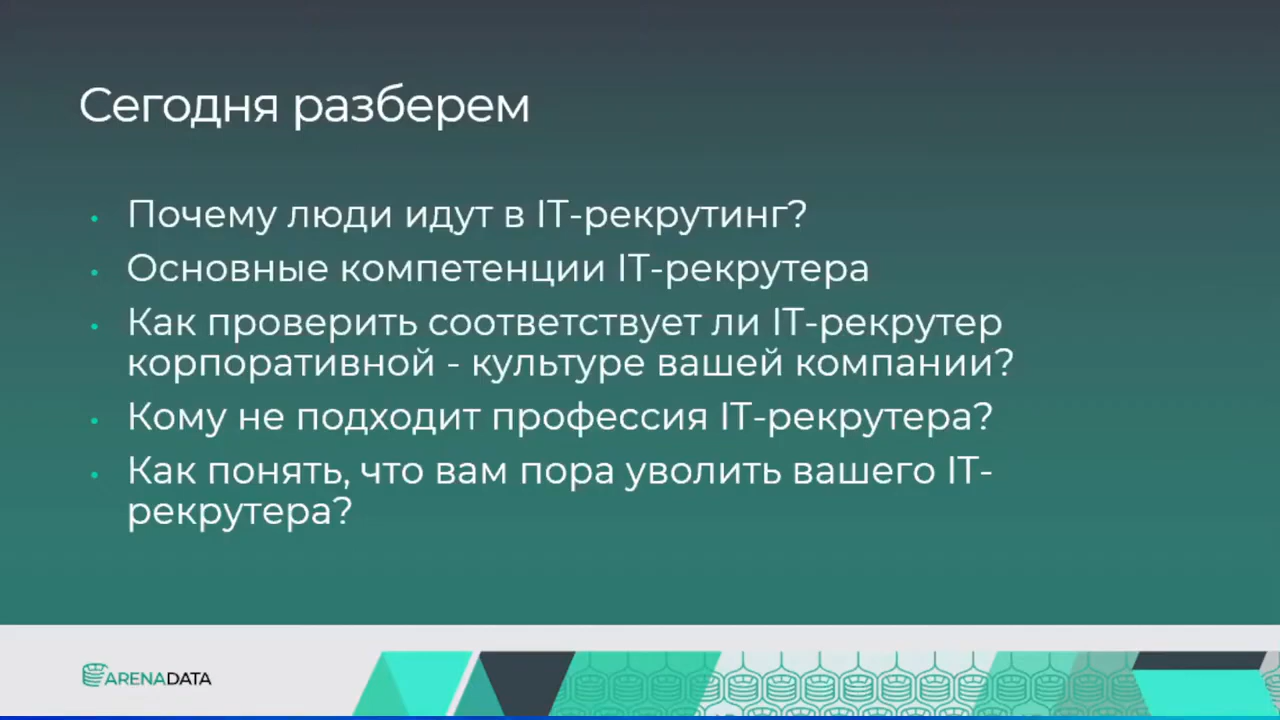 Сегодня разберем
• Почему люди идут в IT-рекрутинг?
• Основные компетенции IT-рекрутера
• Как проверить соответствует ли IT-рекрутер
корпоративной - культуре вашей компании?
• Кому не подходит профессия IT-рекрутера?
• Как понять, что вам пора уволить вашего IT-
рекрутера?
ARENADATA